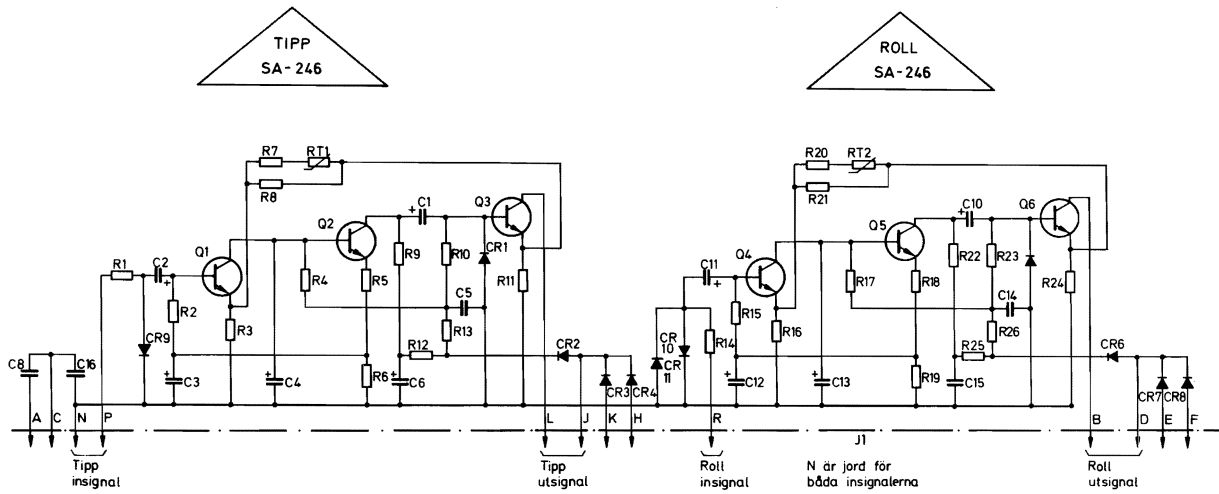 TIPP
SA-246
ROLL
SA-246
R7
RT1
R8
C1
Q3
Q2
Q1
R9
R10
CR1
R11
R1
C2
R4
R5
C5
R2
R3
R13
CR9
R12
CR2
C8
C16
C3
C4
R6
C6
CR3
CR4
A
C
N
P
L
J
K
H
Tipp
insignal
Tipp
utsignal
R20
RT2
R21
C10
Q6
Q5
Q4
C11
R17
R18
R22
R23
R24
C14
R15
R16
R14
R26
CR
10
CR
11
R25
CR6
C12
C13
R19
C15
CR7
CR8
R
J1
B
D
E
F
Roll
insignal
N är jord för
båda insignalerna
Roll
utsignal